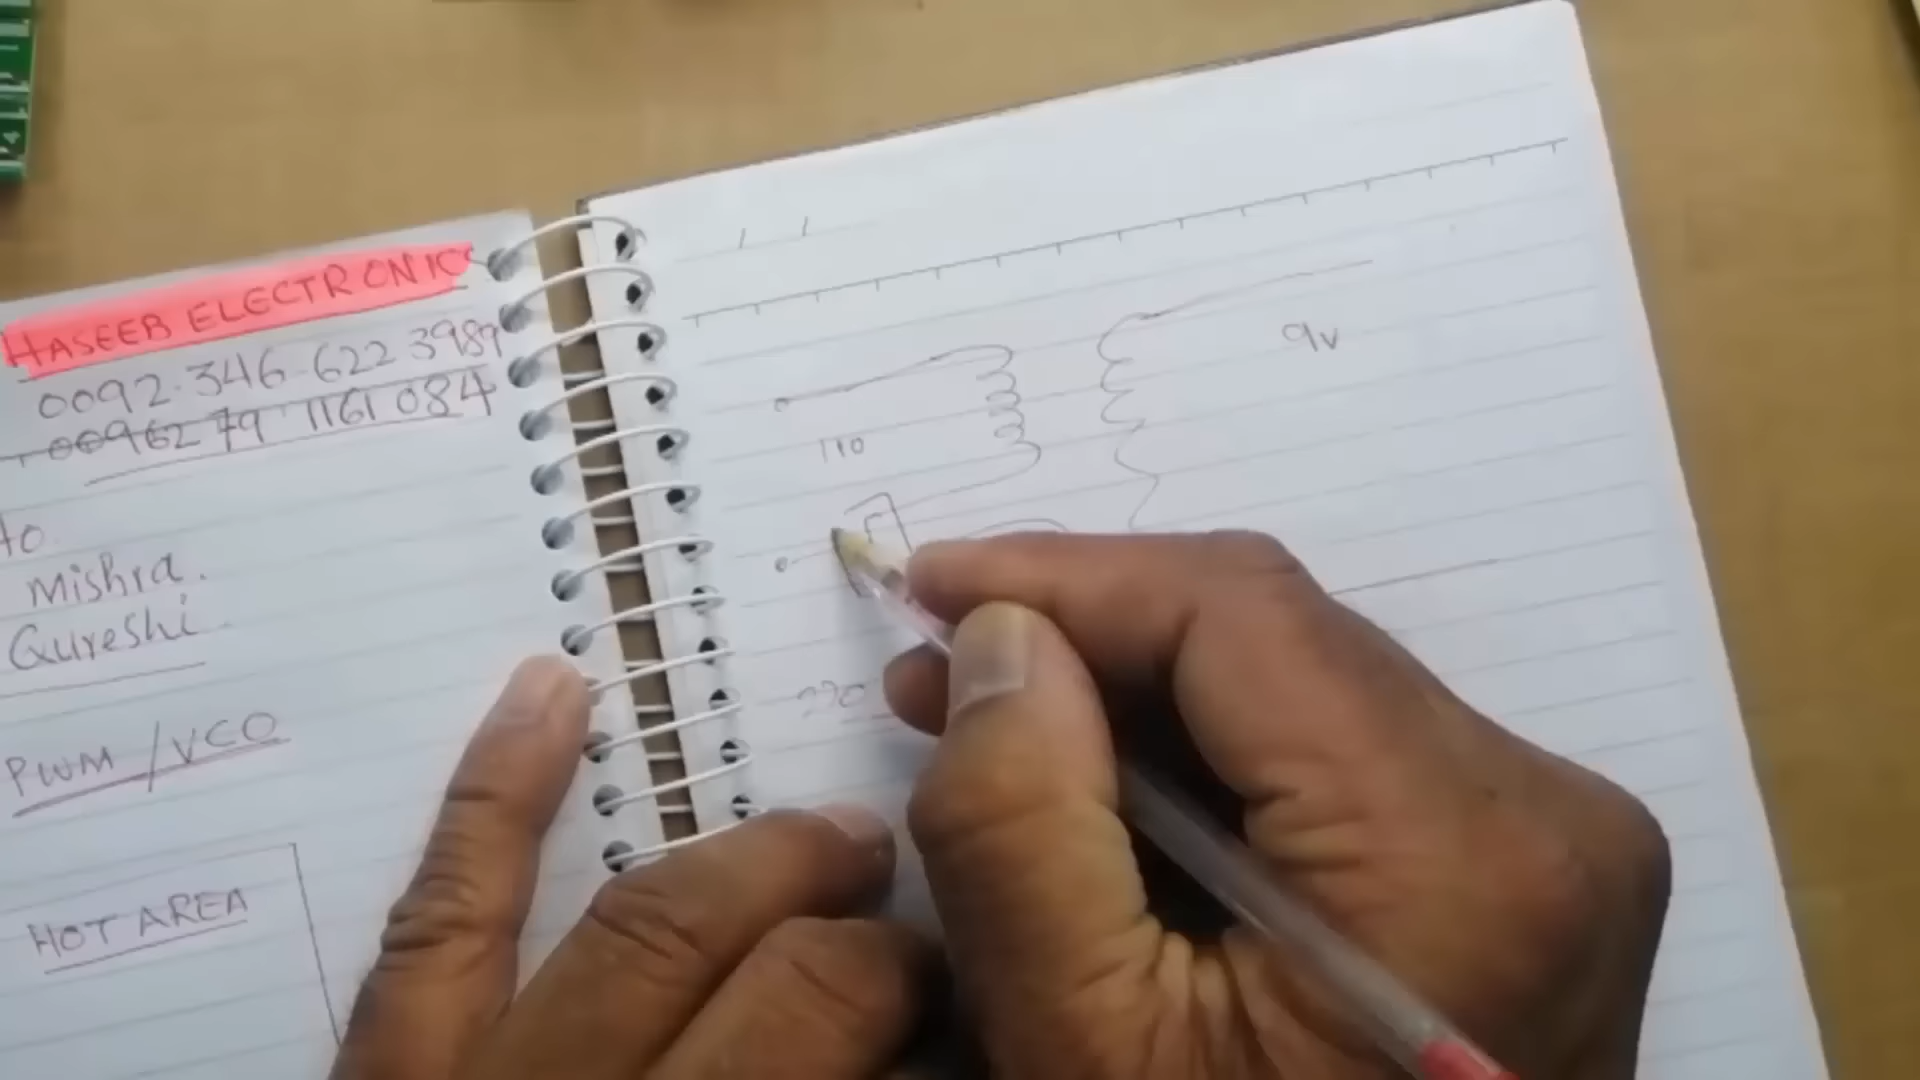 HASEEB ELECTRONIC
0092.346.622 3989
00962 79 1161 084
to
Mishra.
Qureshi
PWM/VCO
HOT AREA
/ /
9v
110
220